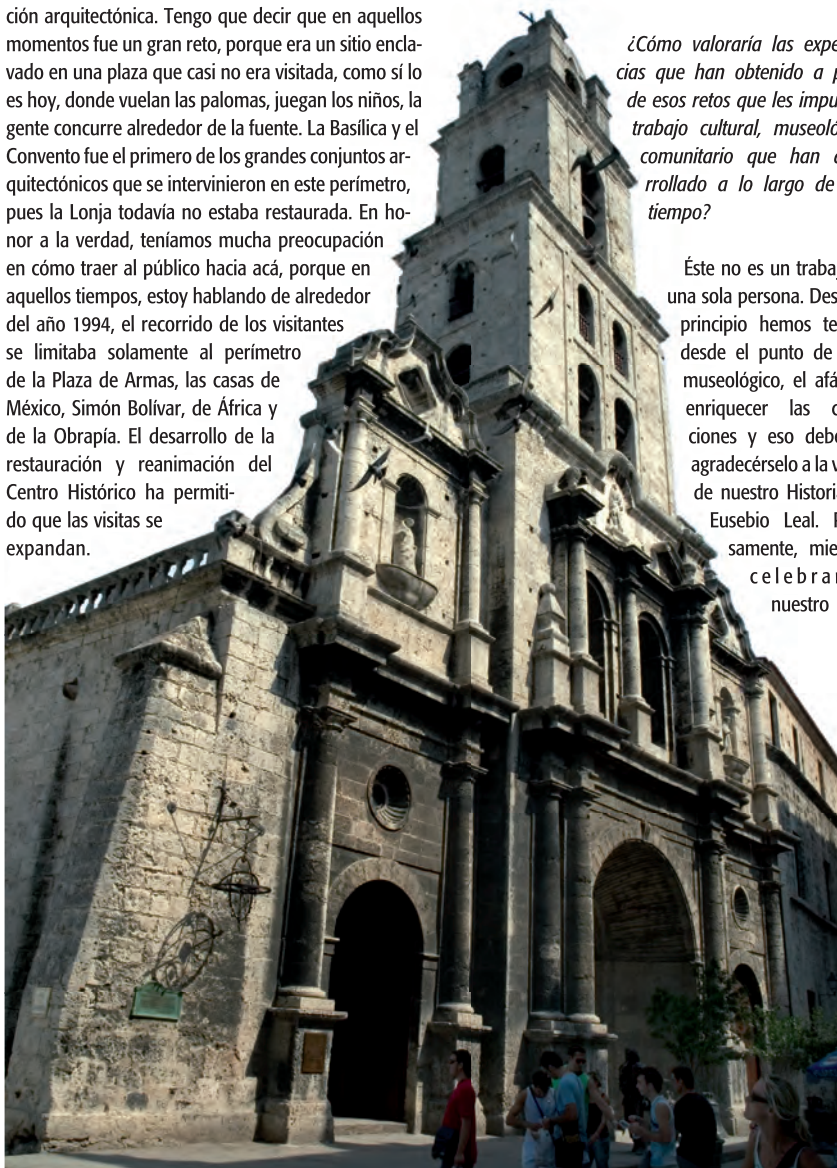 ción arquitectónica. Tengo que decir que en aquellos
momentos fue un gran reto, porque era un sitio encla-
vado en una plaza que casi no era visitada, como sí lo
es hoy, donde vuelan las palomas, juegan los niños, la
gente concurre alrededor de la fuente. La Basílica y el
Convento fue el primero de los grandes conjuntos ar-
quitectónicos que se intervinieron en este perímetro,
pues la Lonja todavía no estaba restaurada. En ho-
nor a la verdad, teníamos mucha preocupación
en cómo traer al público hacia acá, porque en
aquellos tiempos, estoy hablando de alrededor
del año 1994, el recorrido de los visitantes
se limitaba solamente al perímetro
de la Plaza de Armas, las casas de
México, Simón Bolívar, de África y
de la Obrapía. El desarrollo de la
restauración y reanimación del
Centro Histórico ha permiti-
do que las visitas se
expandan.
¿Cómo valoraría las expe
cias que han obtenido a p
de esos retos que les impu
trabajo cultural, museoló
comunitario que han d
rrollado a lo largo de
tiempo?
Éste no es un traba
una sola persona. Des
principio hemos te
desde el punto de
museológico, el afá
enriquecer las c
ciones y eso debe
agradecérselo a la v
de nuestro Histori
Eusebio Leal. P
samente, mie
celebra
nuestro